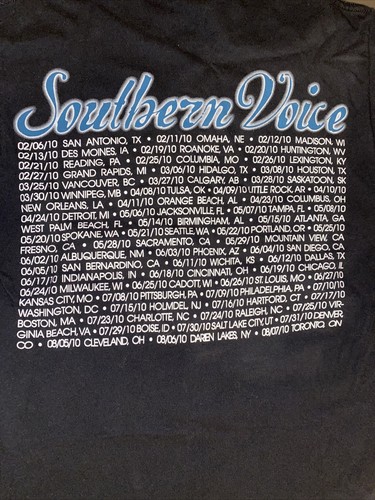 Southern Voice
02/06/10 SAN ANTONIO, TX • 02/11/10 OMAHA, NE • 02/12/10 MADISON, WI
02/13/10 DES MOINES, IA • 02/19/10 ROANOKE, VA • 02/20/10 HUNTINGTON, WV
02/21/10 READING, PA • 02/25/10 COLUMBIA, MO • 02/26/10 LEXINGTON, KY
02/27/10 GRAND RAPIDS, MI • 03/06/10 HIDALGO, TX • 03/08/10 HOUSTON, TX
03/25/10 VANCOUVER, BC • 03/27/10 CALGARY, AB • 03/28/10 SASKATOON, SK
03/30/10 WINNIPEG, MB • 04/08/10 TULSA, OK • 04/09/10 LITTLE ROCK, AR • 04/10/10
NEW ORLEANS, LA • 04/11/10 ORANGE BEACH, AL • 04/23/10 COLUMBUS, OH
04/24/10 DETROIT, MI • 05/06/10 JACKSONVILLE, FL • 05/07/10 TAMPA, FL • 05/08/10
WEST PALM BEACH, FL • 05/14/10 BIRMINGHAM, AL • 05/15/10 ATLANTA, GA
05/20/10 SPOKANE, WA • 05/21/10 SEATTLE, WA • 05/22/10 PORTLAND, OR • 05/25/10
FRESNO, CA • 05/28/10 SACRAMENTO, CA • 05/29/10 MOUNTAIN VIEW, CA
06/02/10 ALBUQUERQUE, NM • 06/03/10 PHOENIX, AZ • 06/04/10 SAN DIEGO, CA
06/05/10 SAN BERNARDINO, CA • 06/11/10 WICHITA, KS • 06/12/10 DALLAS, TX
06/17/10 INDIANAPOLIS, IN • 06/18/10 CINCINNATI, OH • 06/19/10 CHICAGO, IL
06/24/10 MILWAUKEE, WI • 06/25/10 CADOTT, WI • 06/26/10 ST. LOUIS, MO • 06/27/10
KANSAS CITY, MO • 07/08/10 PITTSBURGH, PA • 07/09/10 PHILADELPHIA, PA • 07/10/10
WASHINGTON, DC • 07/15/10 HOLMDEL, NJ • 07/16/10 HARTFORD, CT • 07/17/10
BOSTON, MA • 07/23/10 CHARLOTTE, NC • 07/24/10 RALEIGH, NC • 07/25/10 VIR-
GINIA BEACH, VA • 07/29/10 BOISE, ID • 07/30/10 SALT LAKE CITY, UT • 07/31/10 DENVER,
CO • 08/05/10 CLEVELAND, OH • 08/06/10 DARIEN LAKES, NY • 08/07/10 TORONTO, ON